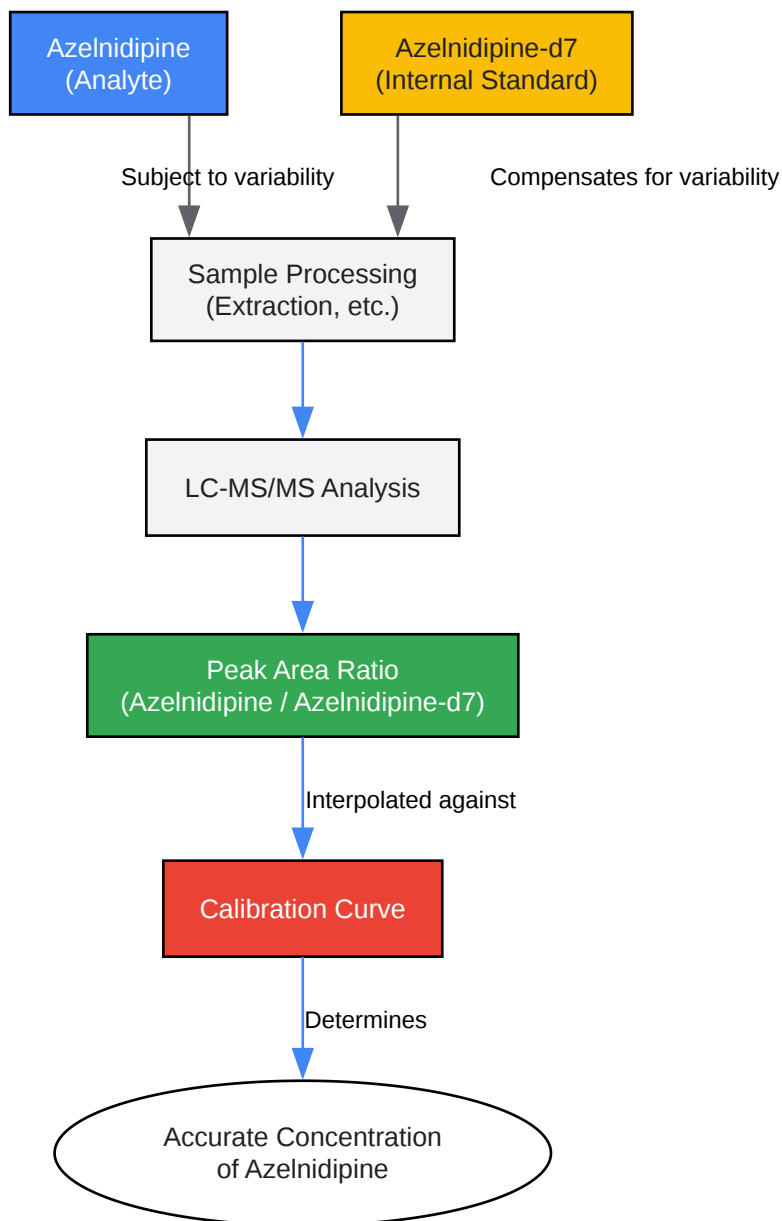 Azelnidipine
(Analyte)
Azelnidipine-d7
(Internal Standard)
Subject to variability
Compensates for variability
Sample Processing
(Extraction, etc.)
LC-MS/MS Analysis
Peak Area Ratio
(Azelnidipine / Azelnidipine-d7)
Interpolated against
Calibration Curve
Determines
Accurate Concentration
of Azelnidipine